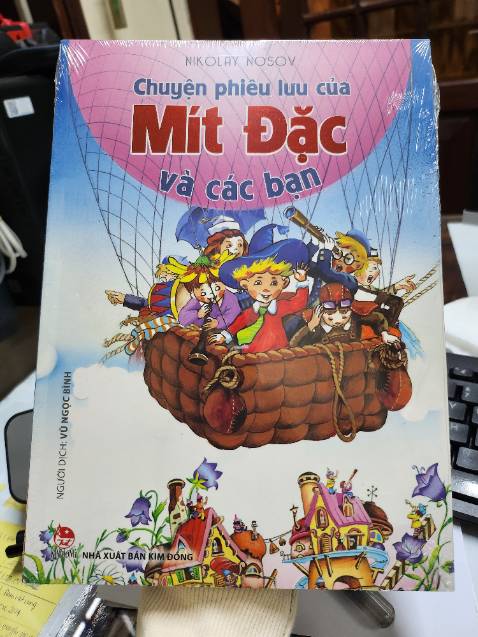 NIKOLAY NOSOV
Chuyện phiêu lưu của
Mít Đặc
và các bạn
NGƯỜI DỊCH: VŨ NGỌC BÌNH
NHÀ XUẤT BẢN KIM ĐỒNG